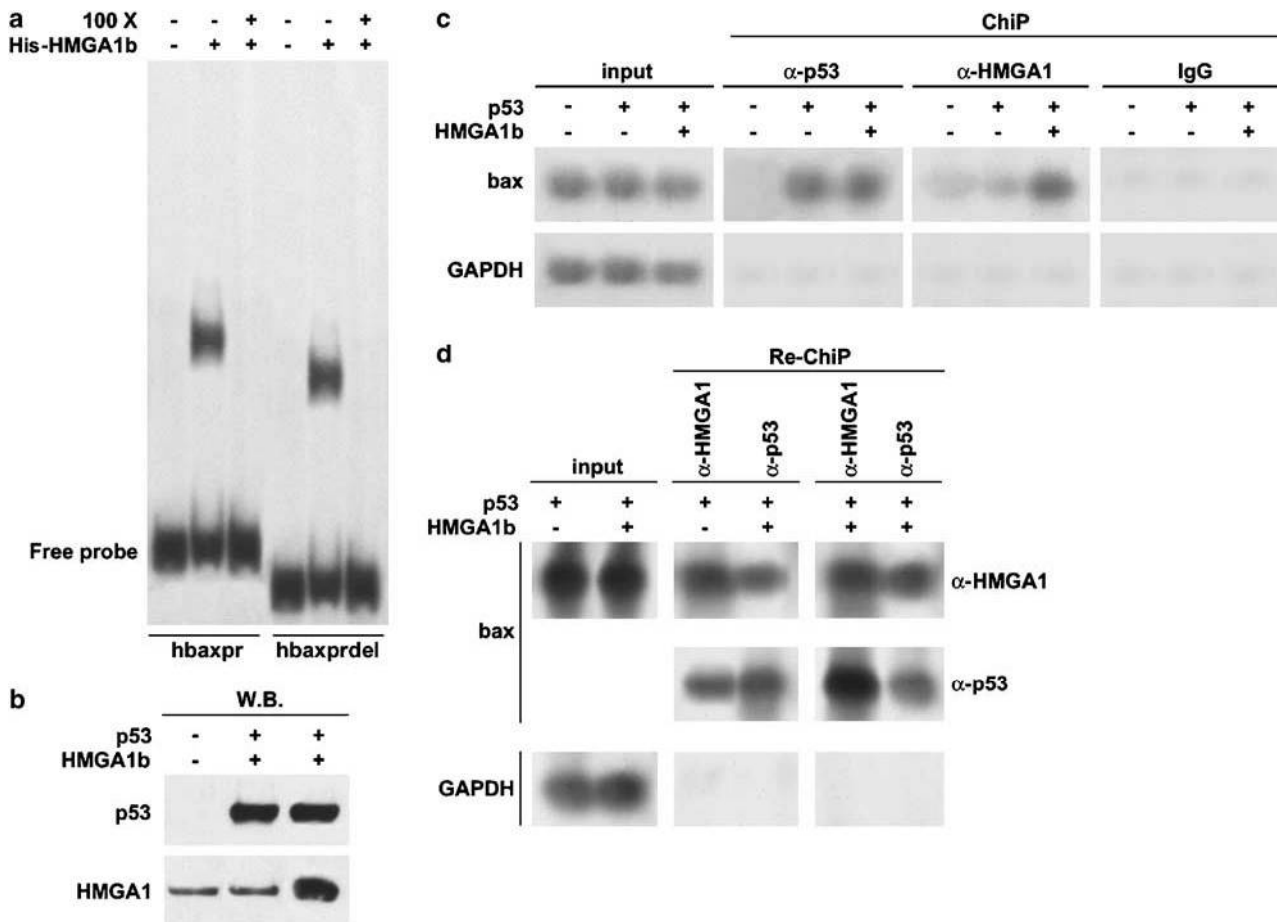 a
100 X - - + - - +
His-HMGA1b - + + - + +
Free probe
hbaxpr hbaxprdel
b
W.B.
p53 - + +
HMGA1b - + +
p53
HMGA1
c
ChiP
input α-p53 α-HMGA1 IgG
p53 - + + - + + - + + - + +
HMGA1b - - + - - + - - + - - +
bax
GAPDH
d
Re-ChiP
input α-HMGA1 α-p53 α-HMGA1 α-p53
p53 + + + + + +
HMGA1b - + - + + +
bax
α-HMGA1
α-p53
GAPDH